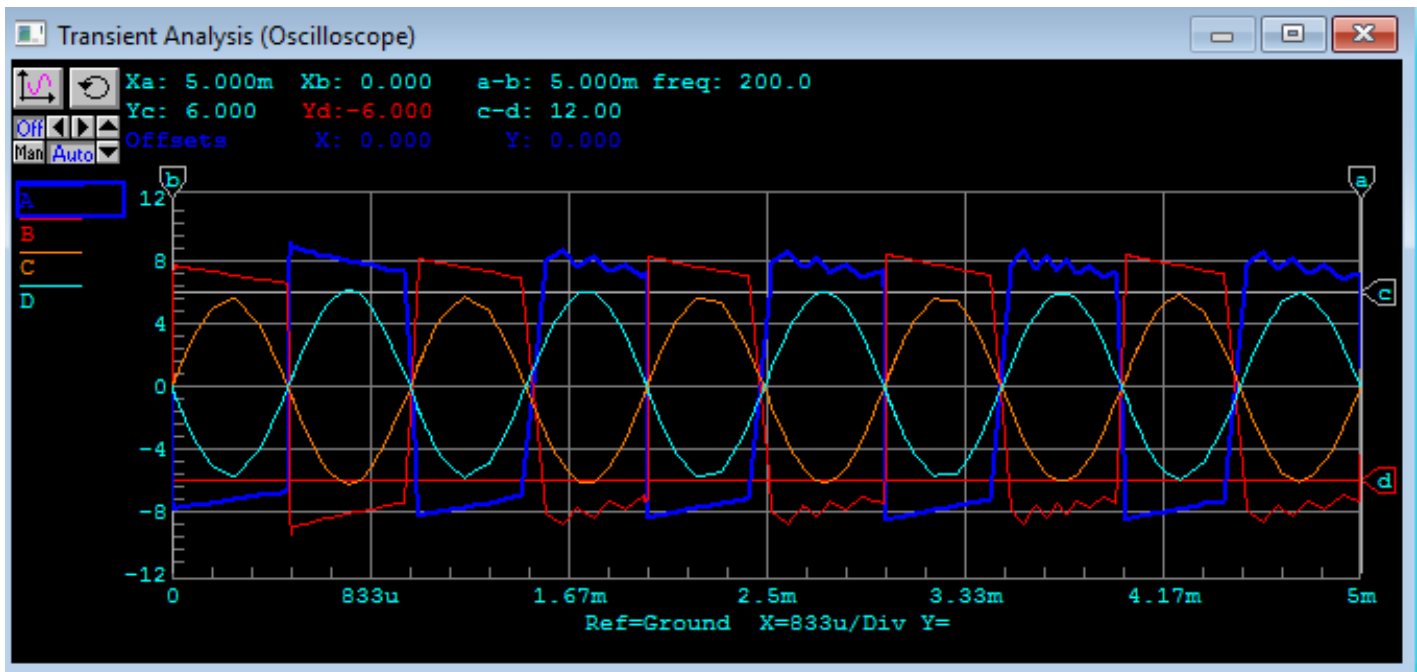 Transient Analysis (Oscilloscope)
Xa: 5.000m Xb: 0.000 a-b: 5.000m freq: 200.0
Yc: 6.000 Yd:-6.000 c-d: 12.00
Offsets X: 0.000 Y: 0.000
Off
Man Auto
b a
A
B
C
D
12
8
4
0
-4
-8
-12
c
d
0 833u 1.67m 2.5m 3.33m 4.17m 5m
Ref=Ground X=833u/Div Y=